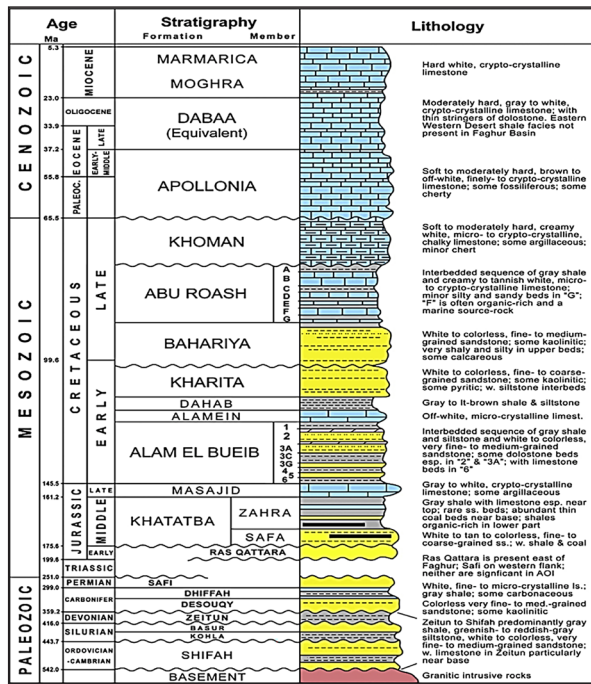 Age
Stratigraphy
Lithology
Ma
Formation
Member
CENOZOIC
MESOZOIC
PALEOZOIC
MIOCENE
OLIGOCENE
EOCENE
LATE
EARLY-
MIDDLE
PALEOC.
CRETACEOUS
LATE
EARLY
JURASSIC
LATE
MIDDLE
EARLY
TRIASSIC
PERMIAN
CARBONIFER
DEVONIAN
SILURIAN
ORDOVICIAN
-CAMBRIAN
5.3
23.0
33.9
37.2
55.8
65.5
99.6
145.5
161.2
175.6
199.6
251.0
299.0
359.2
416.0
443.7
542.0
MARMARICA
MOGHRA
DABAA
(Equivalent)
APOLLONIA
KHOMAN
ABU ROASH
A
B
C
D
E
F
G
BAHARIYA
KHARITA
DAHAB
ALAMEIN
ALAM EL BUEIB
1
2
3A
3C
3G
4
5
6
MASAJID
KHATATBA
ZAHRA
SAFA
RAS QATTARA
SAFI
DHIFFAH
DESOUQY
ZEITUN
BASUR
KOHLA
SHIFAH
BASEMENT
Hard white, crypto-crystalline
limestone
Moderately hard, gray to white,
crypto-crystalline limestone; with
thin stringers of dolostone. Eastern
Western Desert shale facies not
present in Faghur Basin
Soft to moderately hard, brown to
off-white, finely- to crypto-crystalline
limestone; some fossiliferous; some
cherty
Soft to moderately hard, creamy
white, micro- to crypto-crystalline,
chalky limestone; some argillaceous;
minor chert
Interbedded sequence of gray shale
and creamy to tannish white, micro-
to crypto-crystalline limestone;
minor silty and sandy beds in "G";
"F" is often organic-rich and a
marine source-rock
White to colorless, fine- to medium-
grained sandstone; some kaolinitic;
very shaly and silty in upper beds;
some calcareous
White to colorless, fine- to coarse-
grained sandstone; some kaolinitic;
some pyritic; w. siltstone interbeds
Gray to lt-brown shale & siltstone
Off-white, micro-crystalline limest.
Interbedded sequence of gray shale
and siltstone and white to colorless,
very fine- to medium-grained
sandstone; some dolostone beds
esp. in "2" & "3A"; with limestone
beds in "6"
Gray to white, crypto-crystalline
limestone; some argillaceous
Gray shale with limestone esp. near
top; rare ss. beds; abundant thin
coal beds near base; shales
organic-rich in lower part
White to tan to colorless, fine- to
coarse-grained ss.; w. shale & coal
Ras Qattara is present east of
Faghur; Safi on western flank;
neither are signficant in AOI
White, fine- to micro-crystalline ls.;
gray shale; some carbonaceous
Colorless very fine- to med.-grained
sandstone; some kaolinitic
Zeitun to Shifah predominantly gray
shale, greenish- to reddish-gray
siltstone, white to colorless, very
fine- to medium-grained sandstone;
w. limestone in Zeitun particularly
near base
Granitic intrusive rocks